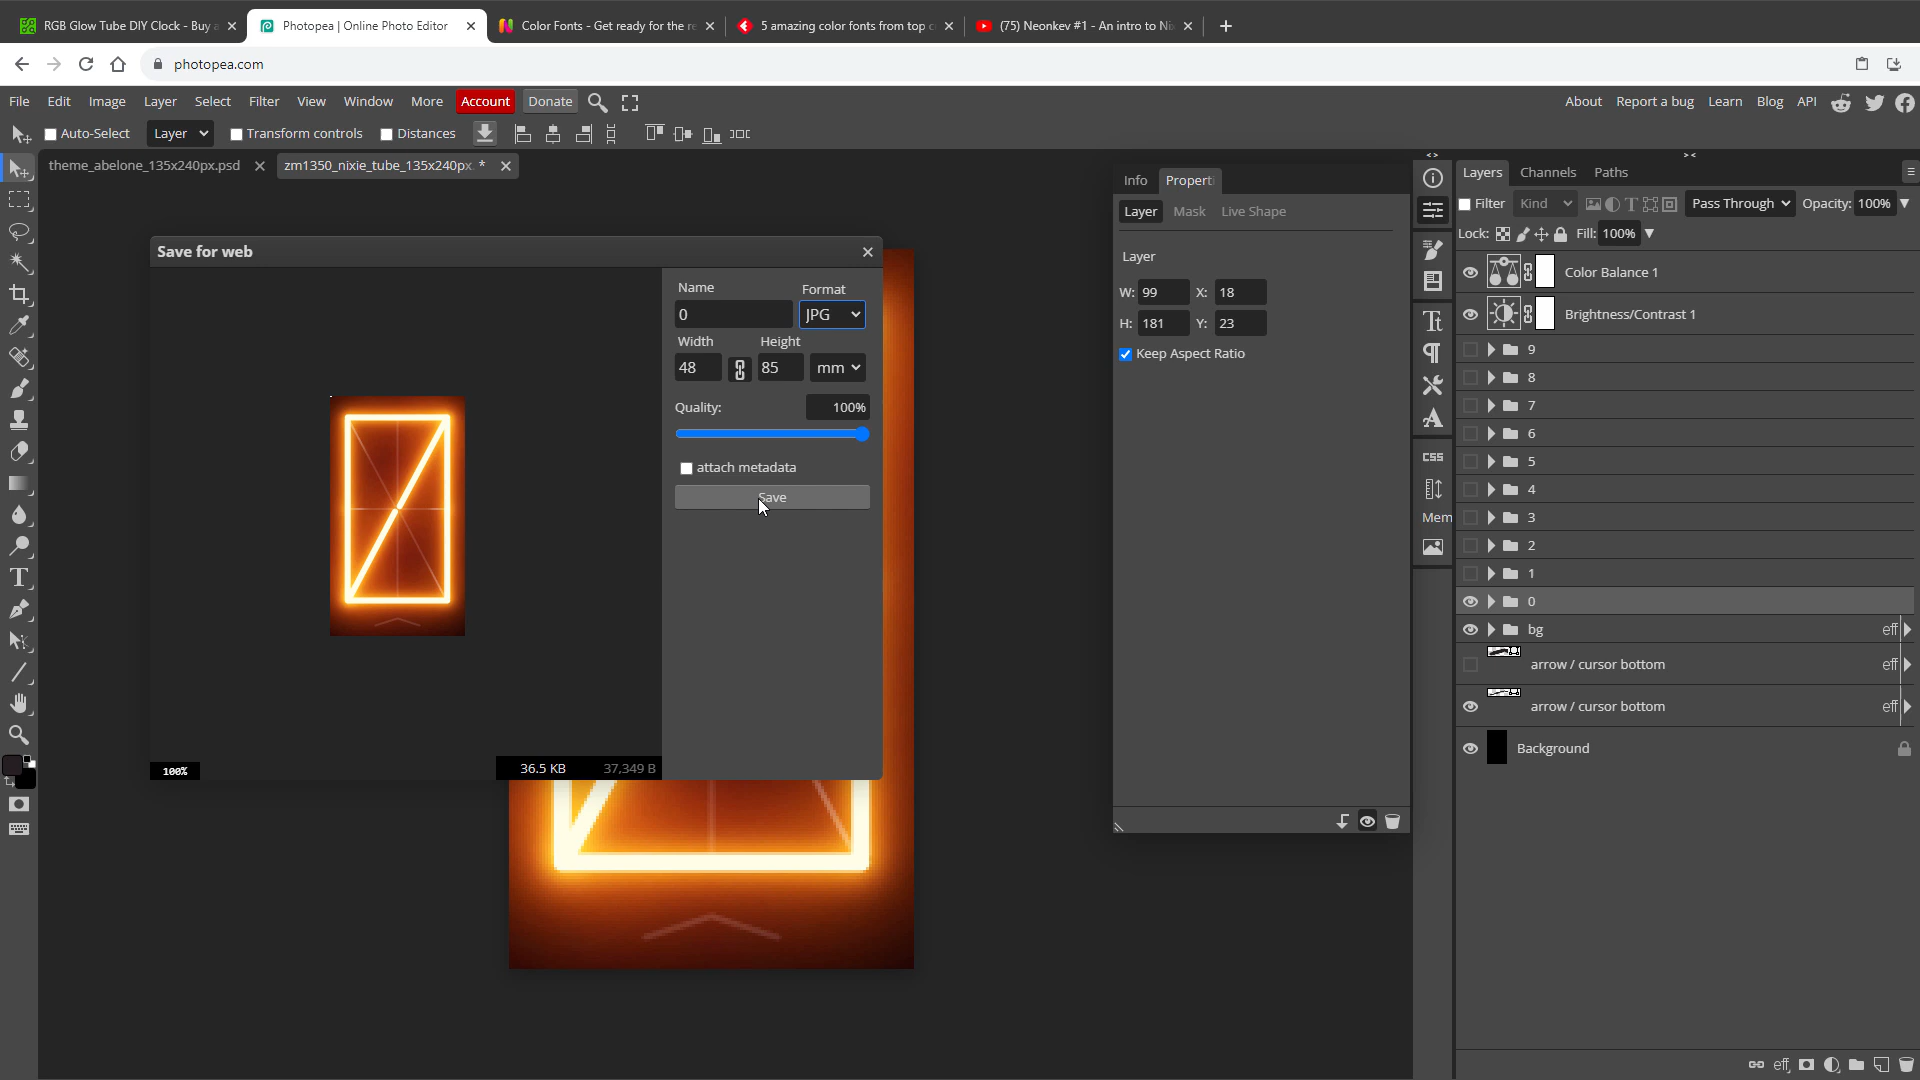 RGB Glow Tube DIY Clock - Buy a
Photopea | Online Photo Editor
Color Fonts - Get ready for the re
5 amazing color fonts from top c
(75) Neonkev #1 - An intro to Ni
photopea.com
File Edit Image Layer Select Filter View Window More Account Donate
About Report a bug Learn Blog API
Auto-Select Layer Transform controls Distances
theme_abelone_135x240px.psd
zm1350_nixie_tube_135x240px. *
Save for web
Name Format
0 JPG
Width Height
48 85 mm
Quality: 100%
attach metadata
Save
100%
36.5 KB 37,349 B
Info Properti
Layer Mask Live Shape
Layer
W: 99 X: 18
H: 181 Y: 23
Keep Aspect Ratio
CSS
Mem
Layers Channels Paths
Filter Kind Pass Through Opacity: 100%
Lock: Fill: 100%
Color Balance 1
Brightness/Contrast 1
9
8
7
6
5
4
3
2
1
0
bg eff
arrow / cursor bottom eff
arrow / cursor bottom eff
Background
eff